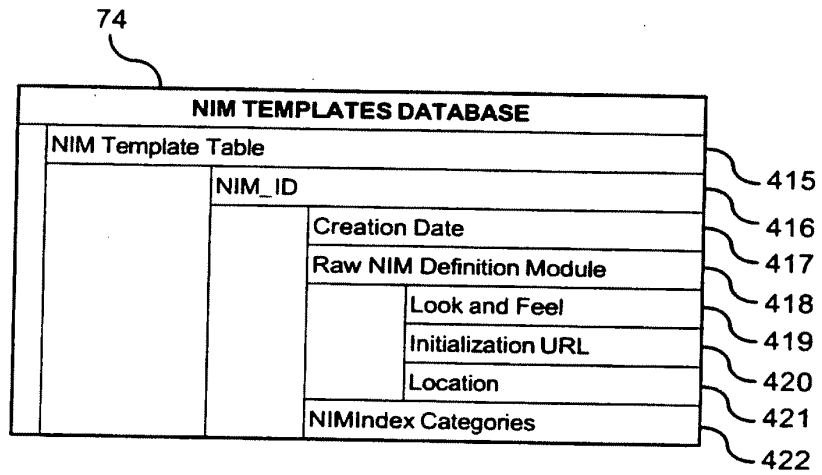 74
NIM TEMPLATES DATABASE
NIM Template Table
415
NIM_ID
416
Creation Date
417
Raw NIM Definition Module
418
Look and Feel
419
Initialization URL
420
Location
421
NIMIndex Categories
422